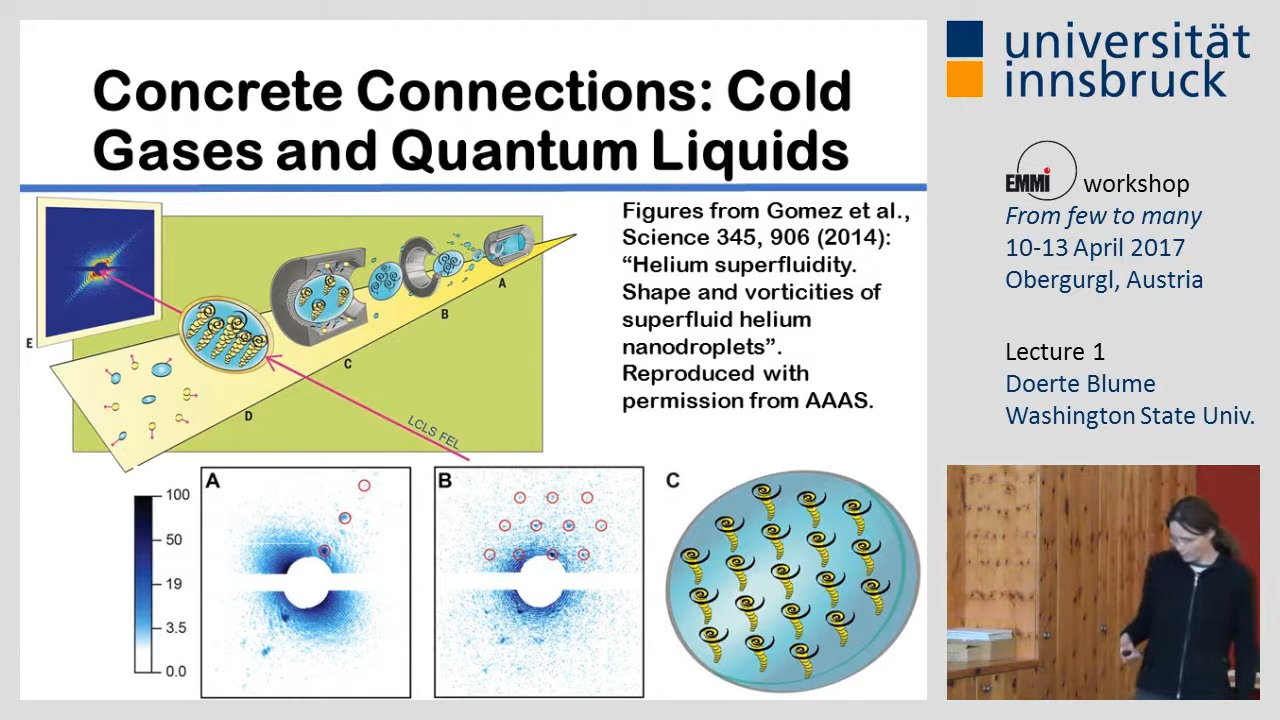 Concrete Connections: Cold
Gases and Quantum Liquids
Figures from Gomez et al.,
Science 345, 906 (2014):
“Helium superfluidity.
Shape and vorticities of
superfluid helium
nanodroplets”.
Reproduced with
permission from AAAS.
A
B
C
D
E
LCLS FEL
100
50
19
3.5
0.0
A
B
C
universität
innsbruck
EMMI workshop
From few to many
10-13 April 2017
Obergurgl, Austria
Lecture 1
Doerte Blume
Washington State Univ.